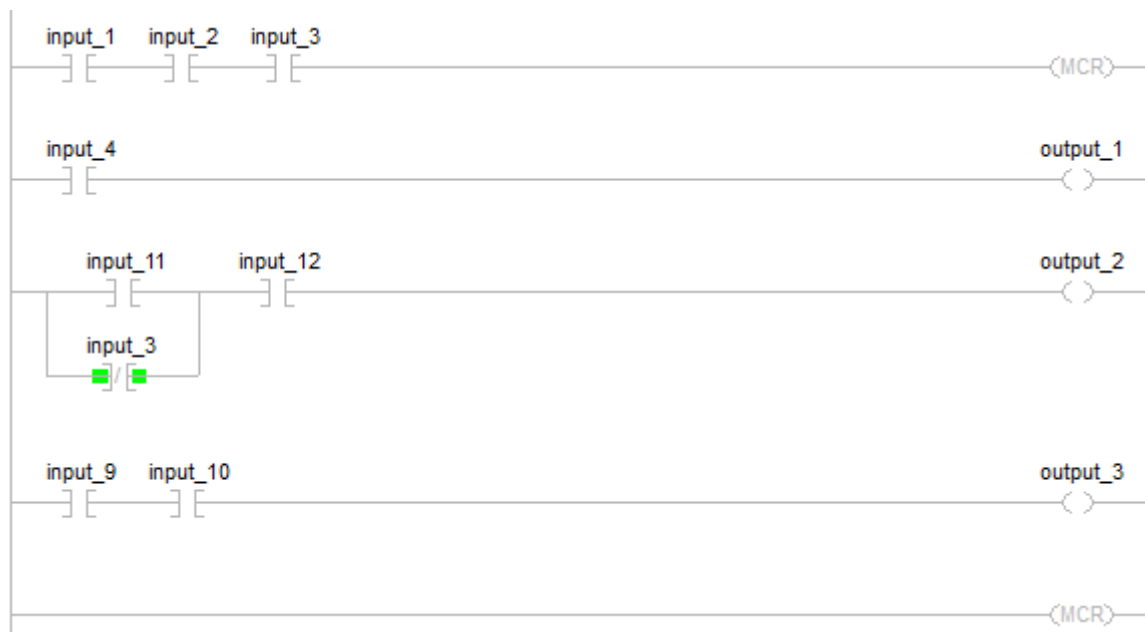 input_1 input_2 input_3
(MCR)
input_4 output_1
input_11 input_12 output_2
input_3
input_9 input_10 output_3
(MCR)